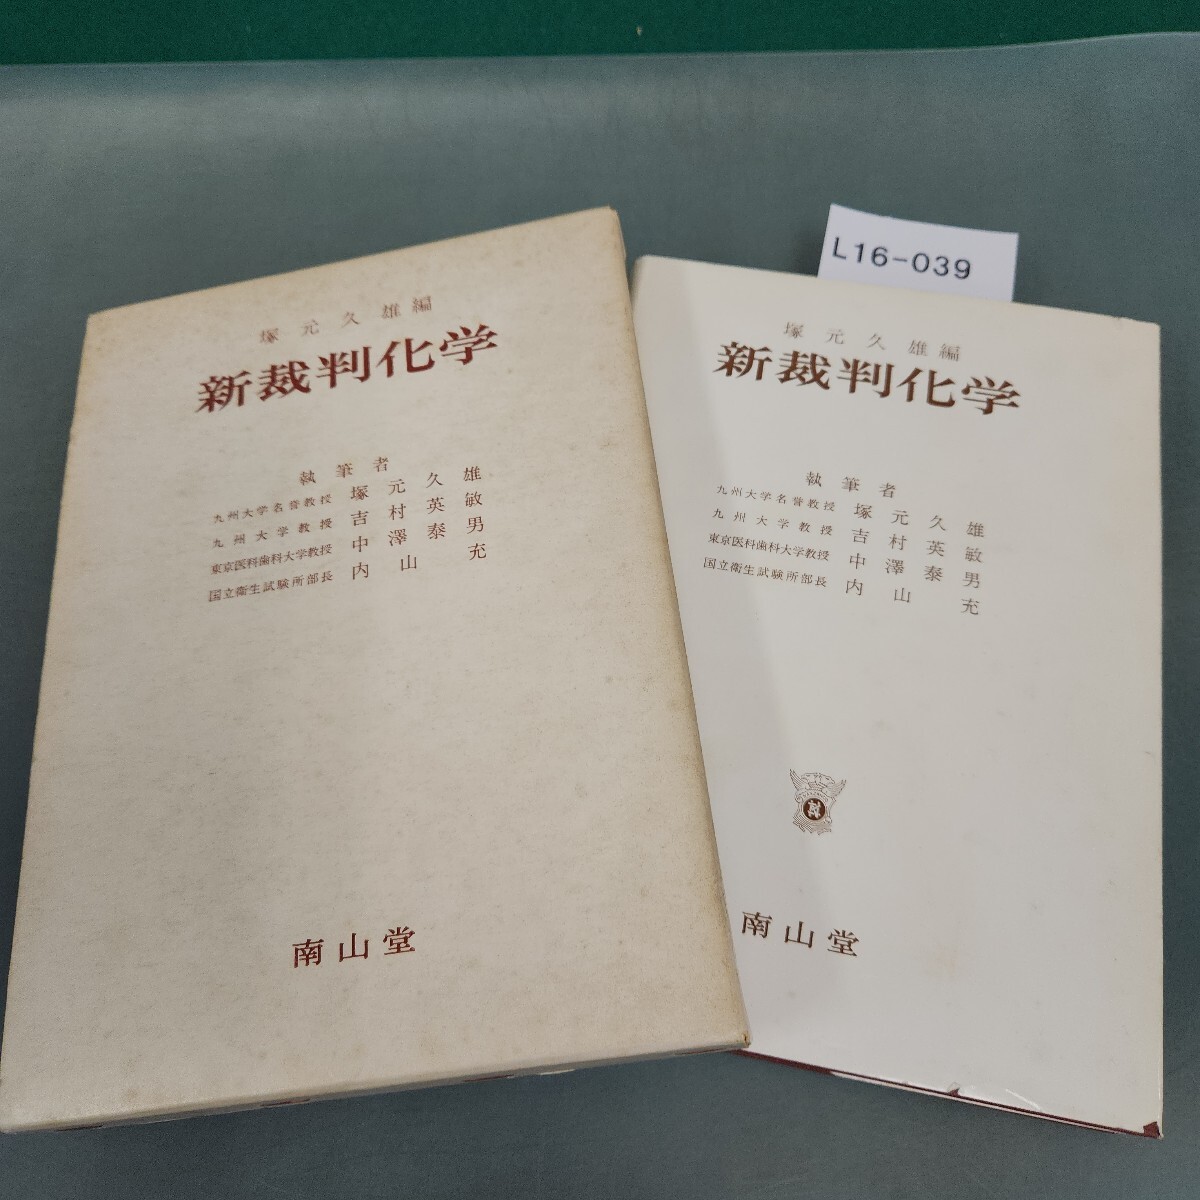 塚元久雄編
新裁判化学
執筆者
九州大学名誉教授 塚元久雄
九州大学教授 吉村英敏
東京医科歯科大学教授 中澤泰男
国立衛生試験所部長 内山充
南山堂
L16-039
塚元久雄編
新裁判化学
執筆者
九州大学名誉教授 塚元久雄
九州大学教授 吉村英敏
東京医科歯科大学教授 中澤泰男
国立衛生試験所部長 内山充
南山堂